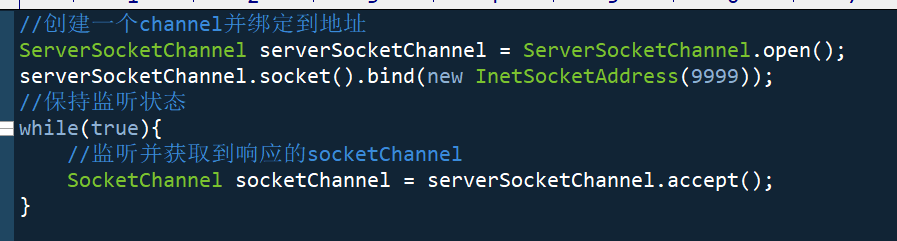 //创建一个channel并绑定到地址
ServerSocketChannel serverSocketChannel = ServerSocketChannel.open();
serverSocketChannel.socket().bind(new InetSocketAddress(9999));
//保持监听状态
while(true){
    //监听并获取到响应的socketChannel
    SocketChannel socketChannel = serverSocketChannel.accept();
}